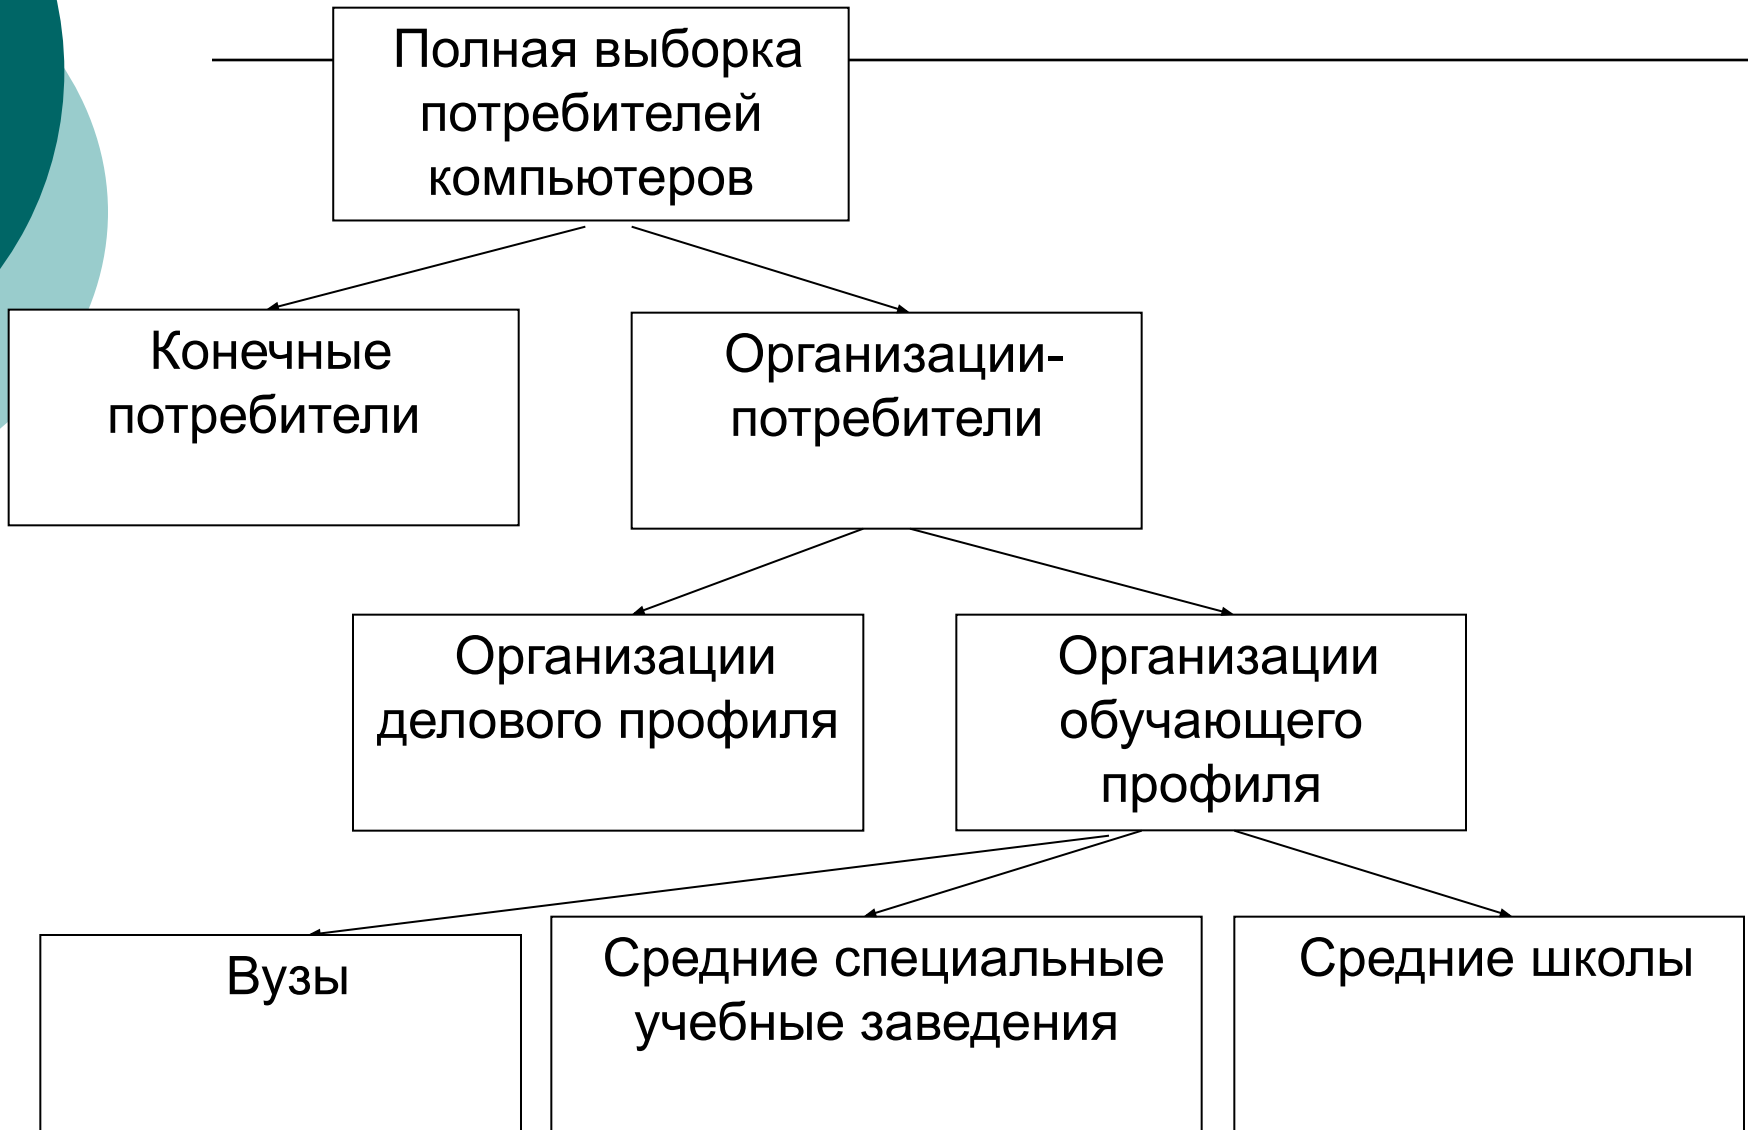 Полная выборка
потребителей
компьютеров
Конечные
потребители
Организации-
потребители
Организации
делового профиля
Организации
обучающего
профиля
Вузы
Средние специальные
учебные заведения
Средние школы